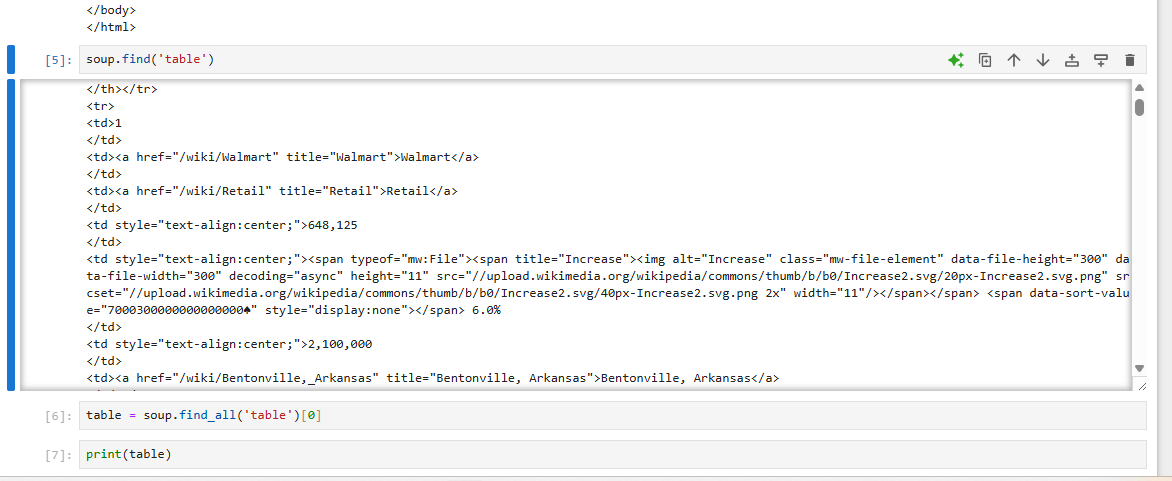 </body>
</html>
[5]: soup.find('table')
</th></tr>
<tr>
<td>1
</td>
<td><a href="/wiki/Walmart" title="Walmart">Walmart</a>
</td>
<td><a href="/wiki/Retail" title="Retail">Retail</a>
</td>
<td style="text-align:center;">648,125
</td>
<td style="text-align:center;"><span typeof="mw:File"><span title="Increase"><img alt="Increase" class="mw-file-element" data-file-height="300" da
ta-file-width="300" decoding="async" height="11" src="//upload.wikimedia.org/wikipedia/commons/thumb/b/b0/Increase2.svg/20px-Increase2.svg.png" sr
cset="//upload.wikimedia.org/wikipedia/commons/thumb/b/b0/Increase2.svg/40px-Increase2.svg.png 2x" width="11"/></span></span> <span data-sort-valu
e="7000300000000000000♠" style="display:none"></span> 6.0%
</td>
<td style="text-align:center;">2,100,000
</td>
<td><a href="/wiki/Bentonville,_Arkansas" title="Bentonville, Arkansas">Bentonville, Arkansas</a>
[6]: table = soup.find_all('table')[0]
[7]: print(table)